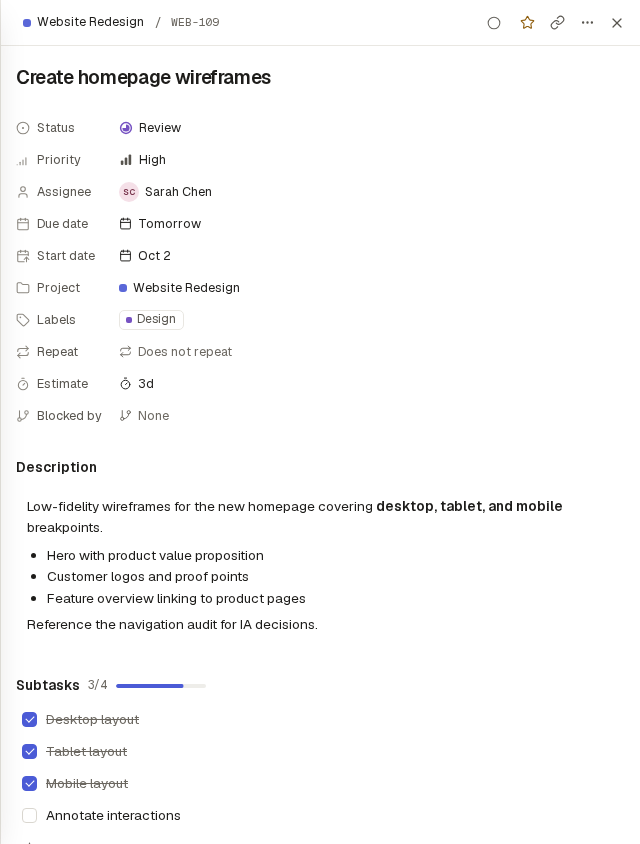 Website Redesign / WEB-109
Create homepage wireframes
Status Review
Priority High
Assignee SC Sarah Chen
Due date Tomorrow
Start date Oct 2
Project Website Redesign
Labels Design
Repeat Does not repeat
Estimate 3d
Blocked by None
Description
Low-fidelity wireframes for the new homepage covering desktop, tablet, and mobile
breakpoints.
• Hero with product value proposition
• Customer logos and proof points
• Feature overview linking to product pages
Reference the navigation audit for IA decisions.
Subtasks 3/4
Desktop layout
Tablet layout
Mobile layout
Annotate interactions